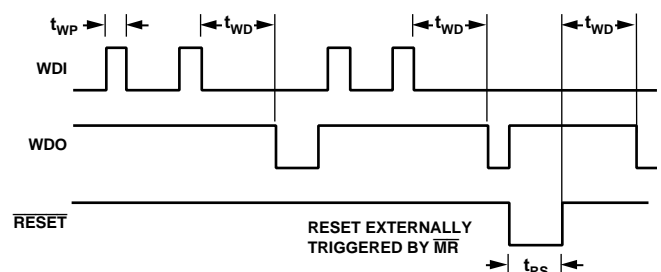 tWP
tWD
tWD
tWD
WDI
WDO
RESET
RESET EXTERNALLY
TRIGGERED BY MR
tRS